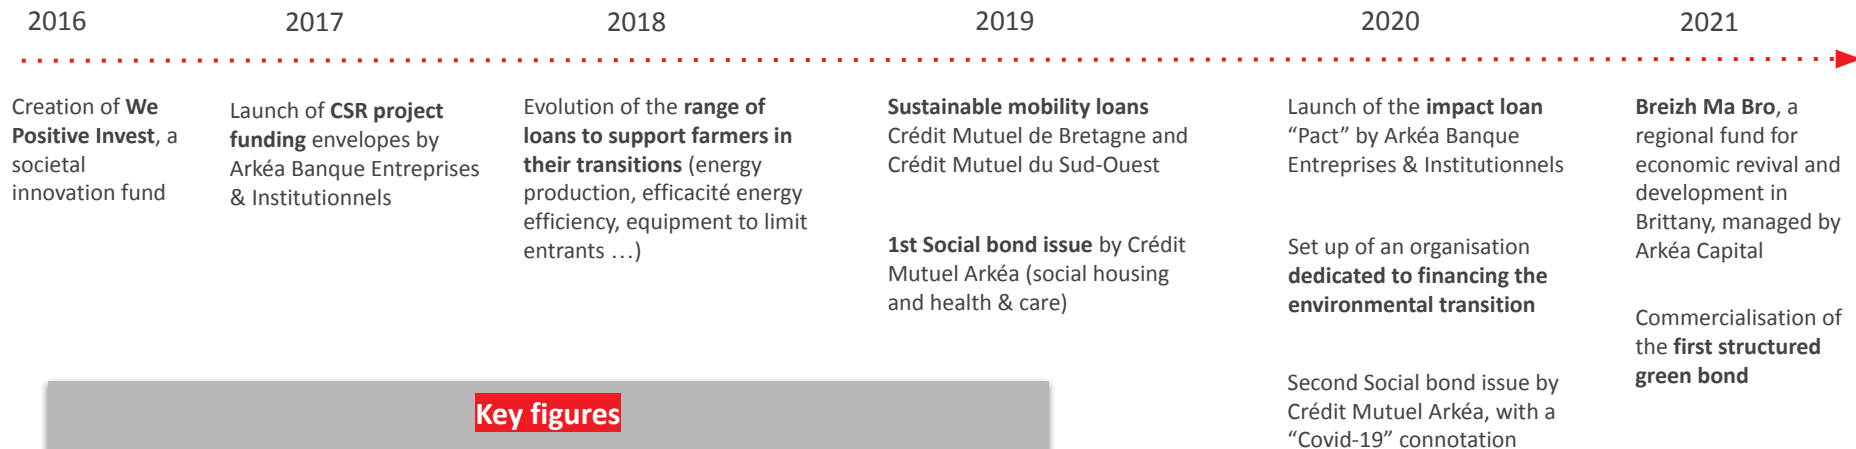 2016
2017
2018
2019
2020
2021
Creation of We
Positive Invest, a
societal
innovation fund
Launch of CSR project
funding envelopes by
Arkéa Banque Entreprises
& Institutionnels
Evolution of the range of
loans to support farmers in
their transitions (energy
production, efficacité energy
efficiency, equipment to limit
entrants …)
Sustainable mobility loans
Crédit Mutuel de Bretagne and
Crédit Mutuel du Sud-Ouest
1st Social bond issue by Crédit
Mutuel Arkéa (social housing
and health & care)
Launch of the impact loan
“Pact” by Arkéa Banque
Entreprises & Institutionnels
Set up of an organisation
dedicated to financing the
environmental transition
Second Social bond issue by
Crédit Mutuel Arkéa, with a
“Covid-19” connotation
Breizh Ma Bro, a
regional fund for
economic revival and
development in
Brittany, managed by
Arkéa Capital
Commercialisation of
the first structured
green bond
Key figures